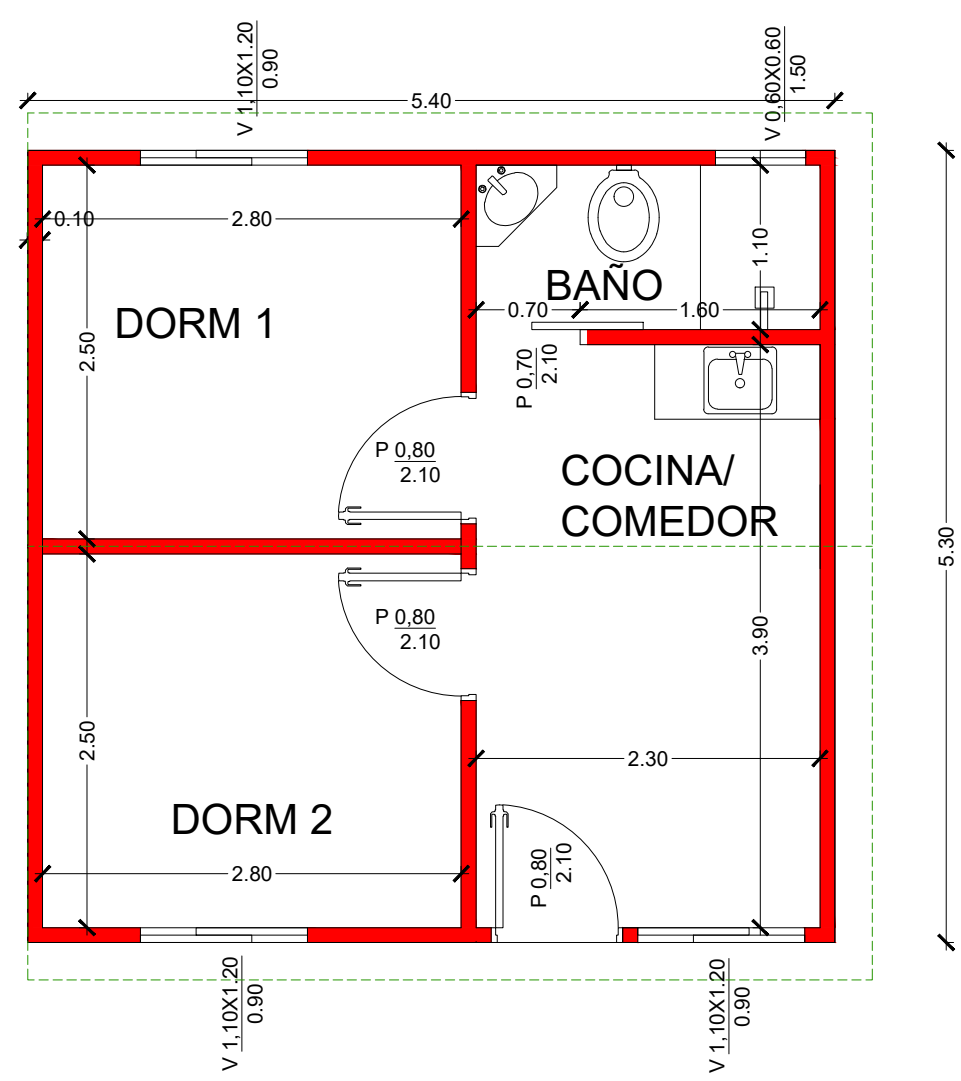 V 1,10X1.20
0.90
V 0,60X0.60
1.50
5.40
0.10
2.80
1.10
BAÑO
0.70
1.60
DORM 1
2.50
P 0,70
2.10
P 0,80
2.10
COCINA/
COMEDOR
5.30
P 0,80
2.10
3.90
2.50
2.30
DORM 2
2.80
P 0,80
2.10
V 1,10X1.20
0.90
V 1,10X1.20
0.90